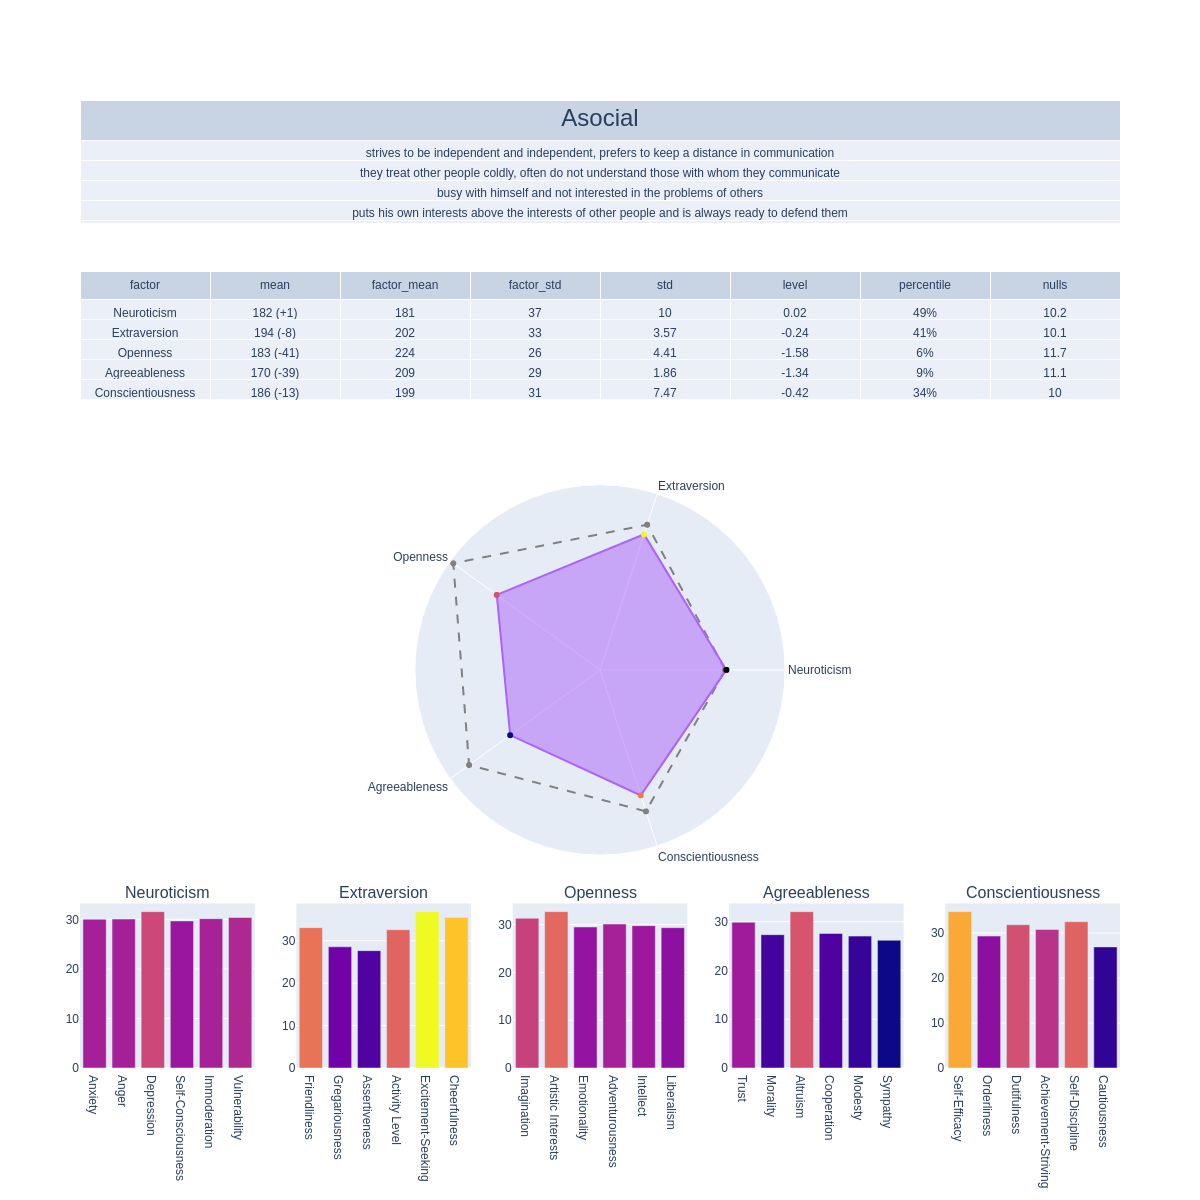 Asocial
strives to be independent and independent, prefers to keep a distance in communication
they treat other people coldly, often do not understand those with whom they communicate
busy with himself and not interested in the problems of others
puts his own interests above the interests of other people and is always ready to defend them
factor mean factor_mean factor_std std level percentile nulls
Neuroticism 182 (+1) 181 37 10 0.02 49% 10.2
Extraversion 194 (-8) 202 33 3.57 -0.24 41% 10.1
Openness 183 (-41) 224 26 4.41 -1.58 6% 11.7
Agreeableness 170 (-39) 209 29 1.86 -1.34 9% 11.1
Conscientiousness 186 (-13) 199 31 7.47 -0.42 34% 10
Extraversion
Openness
Neuroticism
Agreeableness
Conscientiousness
Neuroticism
30
20
10
0
Anxiety
Anger
Depression
Self-Consciousness
Immoderation
Vulnerability
Extraversion
30
20
10
0
Friendliness
Gregariousness
Assertiveness
Activity Level
Excitement-Seeking
Cheerfulness
Openness
30
20
10
0
Imagination
Artistic Interests
Emotionality
Adventurousness
Intellect
Liberalism
Agreeableness
30
20
10
0
Trust
Morality
Altruism
Cooperation
Modesty
Sympathy
Conscientiousness
30
20
10
0
Self-Efficacy
Orderliness
Dutifulness
Achievement-Striving
Self-Discipline
Cautiousness